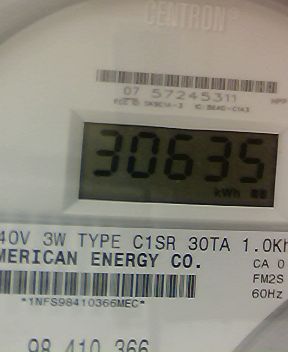 CENTRON®
07 57245311
30635
kWh
40V 3W TYPE C1SR 30TA 1.0Kh
MERICAN ENERGY CO.
CA 0
FM2S
60Hz
*1NFS98410366MEC*
98 410 366